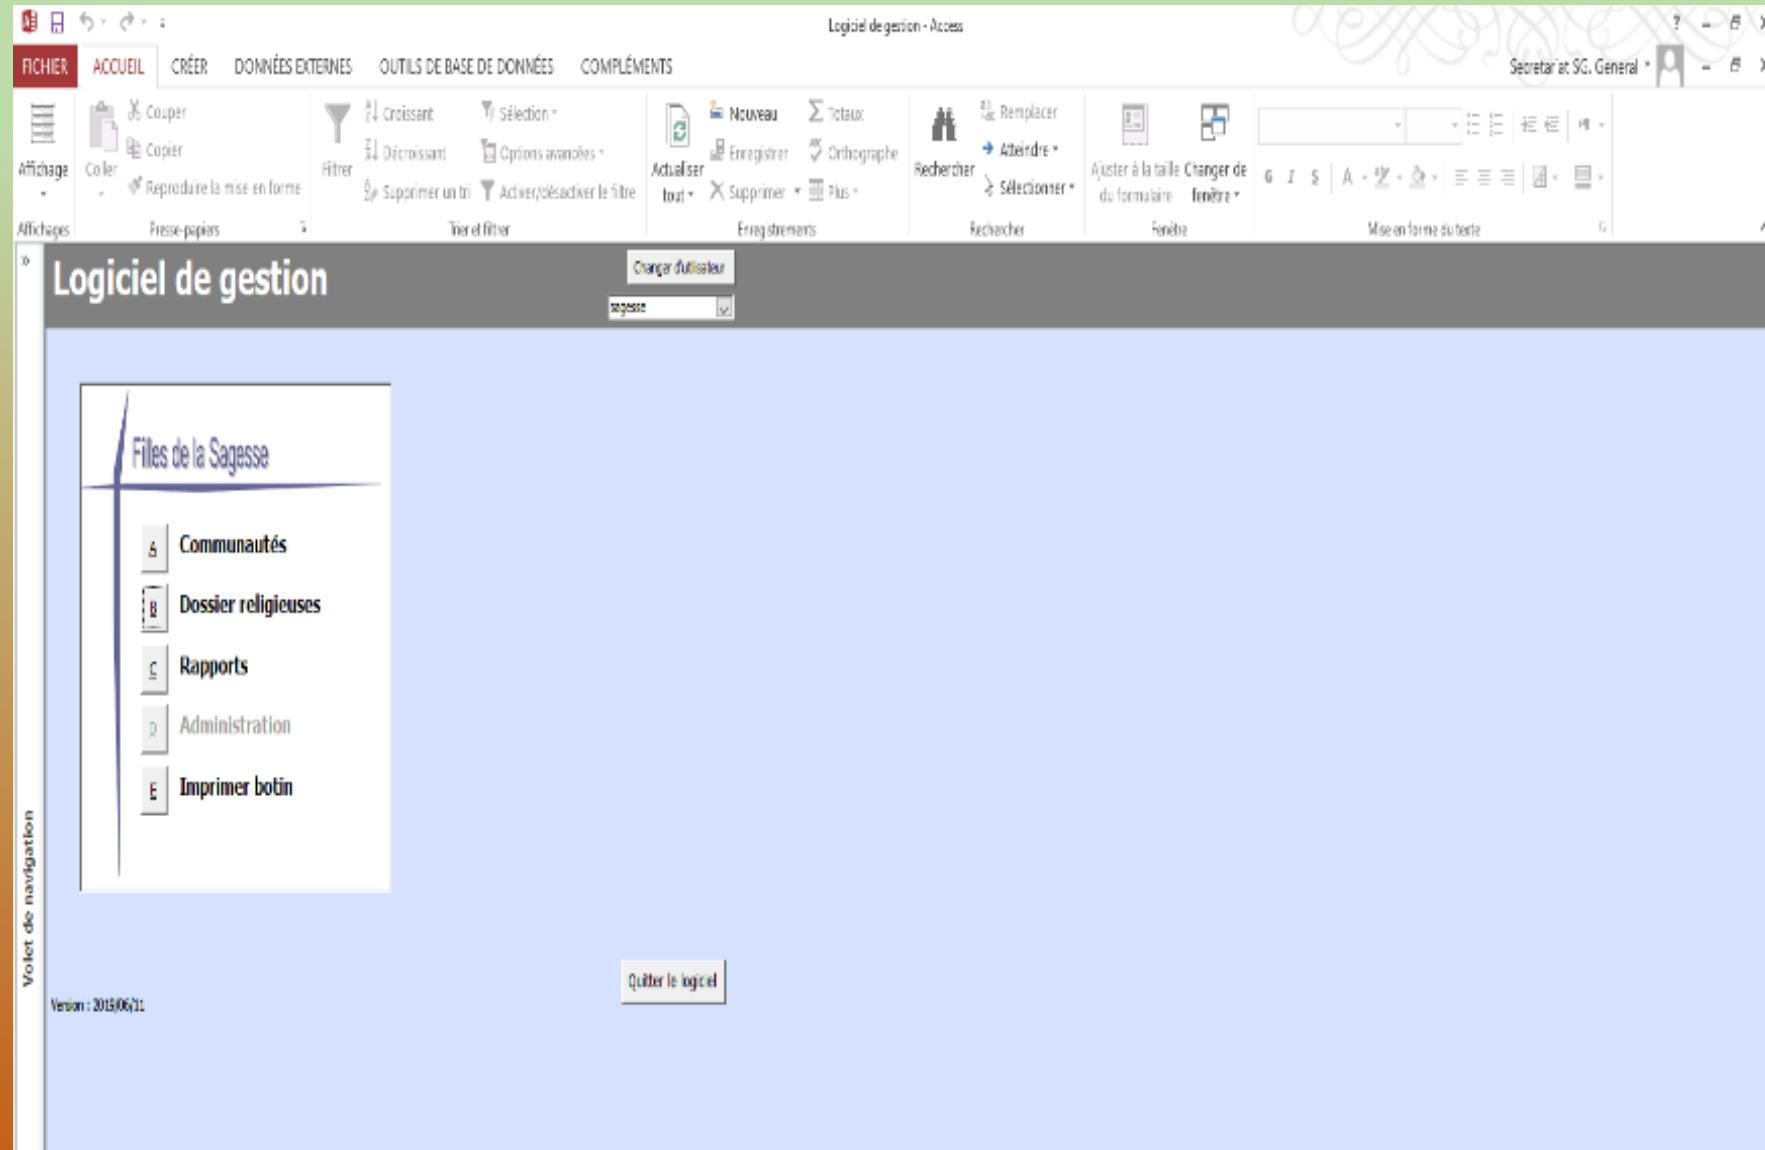 Logiciel de gestion - Access
FICHIER ACCUEIL CRÉER DONNÉES EXTERNES OUTILS DE BASE DE DONNÉES COMPLÉMENTS
Secretariat SG. General
Couper Croissant Sélection Nouveau Totaux Remplacer
Copier Décroissant Options avancées Enregistrer Orthographe Atteindre
Affichage Coller Filtrer Actualiser tout Rechercher Ajuster à la taille du formulaire Changer de fenêtre
Reproduire la mise en forme Supprimer un tri Activer/désactiver le filtre Supprimer Plus Sélectionner
G I S A
Affichages Presse-papiers Trier et filtrer Enregistrements Rechercher Fenêtre Mise en forme du texte
Logiciel de gestion
Changer d'utilisateur
sagesse
Filles de la Sagesse
A Communautés
B Dossier religieuses
C Rapports
D Administration
E Imprimer botin
Volet de navigation
Quitter le logiciel
Version : 2019/06/11